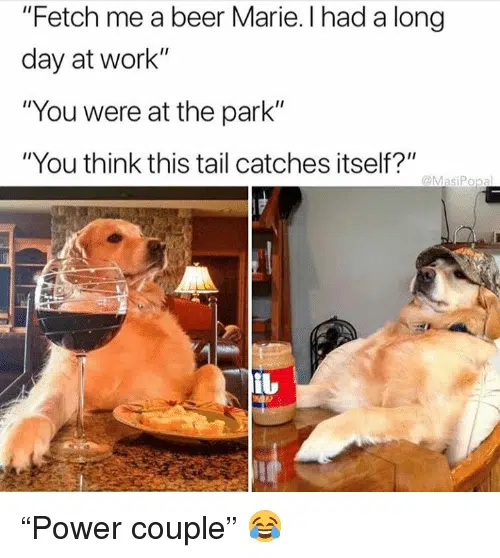 "Fetch me a beer Marie. I had a long
day at work"
"You were at the park"
"You think this tail catches itself?"
@MasiPopal
it
“Power couple” 😂